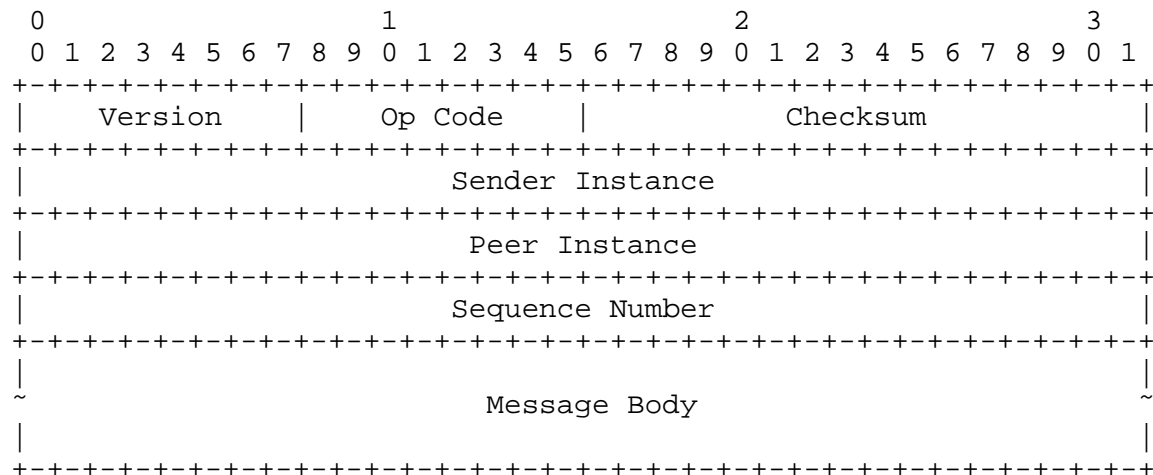 0                   1                   2                   3
 0 1 2 3 4 5 6 7 8 9 0 1 2 3 4 5 6 7 8 9 0 1 2 3 4 5 6 7 8 9 0 1
+-+-+-+-+-+-+-+-+-+-+-+-+-+-+-+-+-+-+-+-+-+-+-+-+-+-+-+-+-+-+-+-+
|    Version    |    Op Code    |           Checksum            |
+-+-+-+-+-+-+-+-+-+-+-+-+-+-+-+-+-+-+-+-+-+-+-+-+-+-+-+-+-+-+-+-+
|                        Sender Instance                        |
+-+-+-+-+-+-+-+-+-+-+-+-+-+-+-+-+-+-+-+-+-+-+-+-+-+-+-+-+-+-+-+-+
|                         Peer Instance                         |
+-+-+-+-+-+-+-+-+-+-+-+-+-+-+-+-+-+-+-+-+-+-+-+-+-+-+-+-+-+-+-+-+
|                        Sequence Number                        |
+-+-+-+-+-+-+-+-+-+-+-+-+-+-+-+-+-+-+-+-+-+-+-+-+-+-+-+-+-+-+-+-+
|                                                               |
~                          Message Body                         ~
|                                                               |
+-+-+-+-+-+-+-+-+-+-+-+-+-+-+-+-+-+-+-+-+-+-+-+-+-+-+-+-+-+-+-+-+